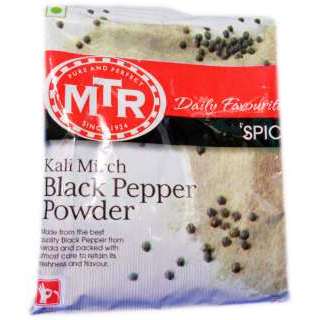 PURE AND PERFECT
MTR
SINCE 1924
Daily Favourite
SPIC
Kali Mirch
Black Pepper
Powder
Made from the best
quality Black Pepper from
Kerala and packed with
utmost care to retain its
freshness and flavour.